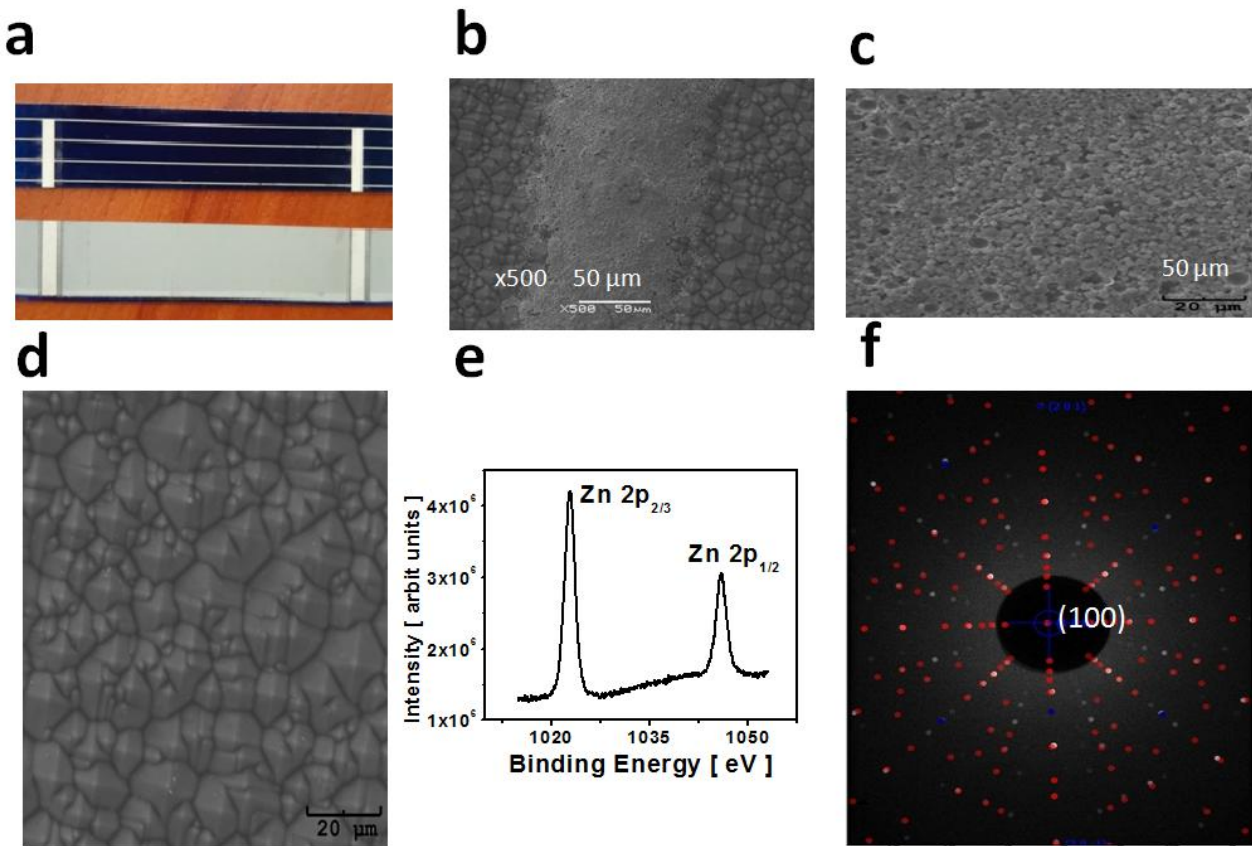 a
b
c
x500 50 µm
X500 50µm
50 µm
20 µm
d
e
f
20 µm
Intensity [ arbit units ]
4x10⁶
3x10⁶
2x10⁶
1x10⁶
Zn 2p2/3
Zn 2p1/2
1020 1035 1050
Binding Energy [ eV ]
(100)